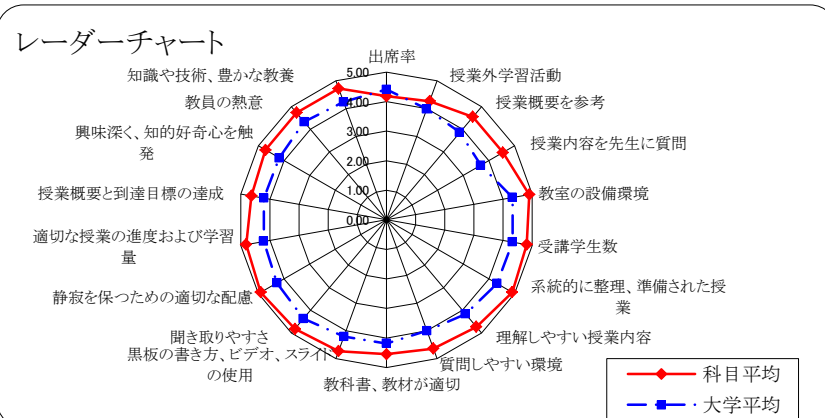 レーダーチャート
出席率
授業外学習活動
授業概要を参考
授業内容を先生に質問
教室の設備環境
受講学生数
系統的に整理、準備された授
業
理解しやすい授業内容
質問しやすい環境
教科書、教材が適切
黒板の書き方、ビデオ、スライド
の使用
聞き取りやすさ
静寂を保つための適切な配慮
適切な授業の進度および学習
量
授業概要と到達目標の達成
興味深く、知的好奇心を触
発
教員の熱意
知識や技術、豊かな教養
5.00
4.00
3.00
2.00
1.00
0.00
科目平均
大学平均